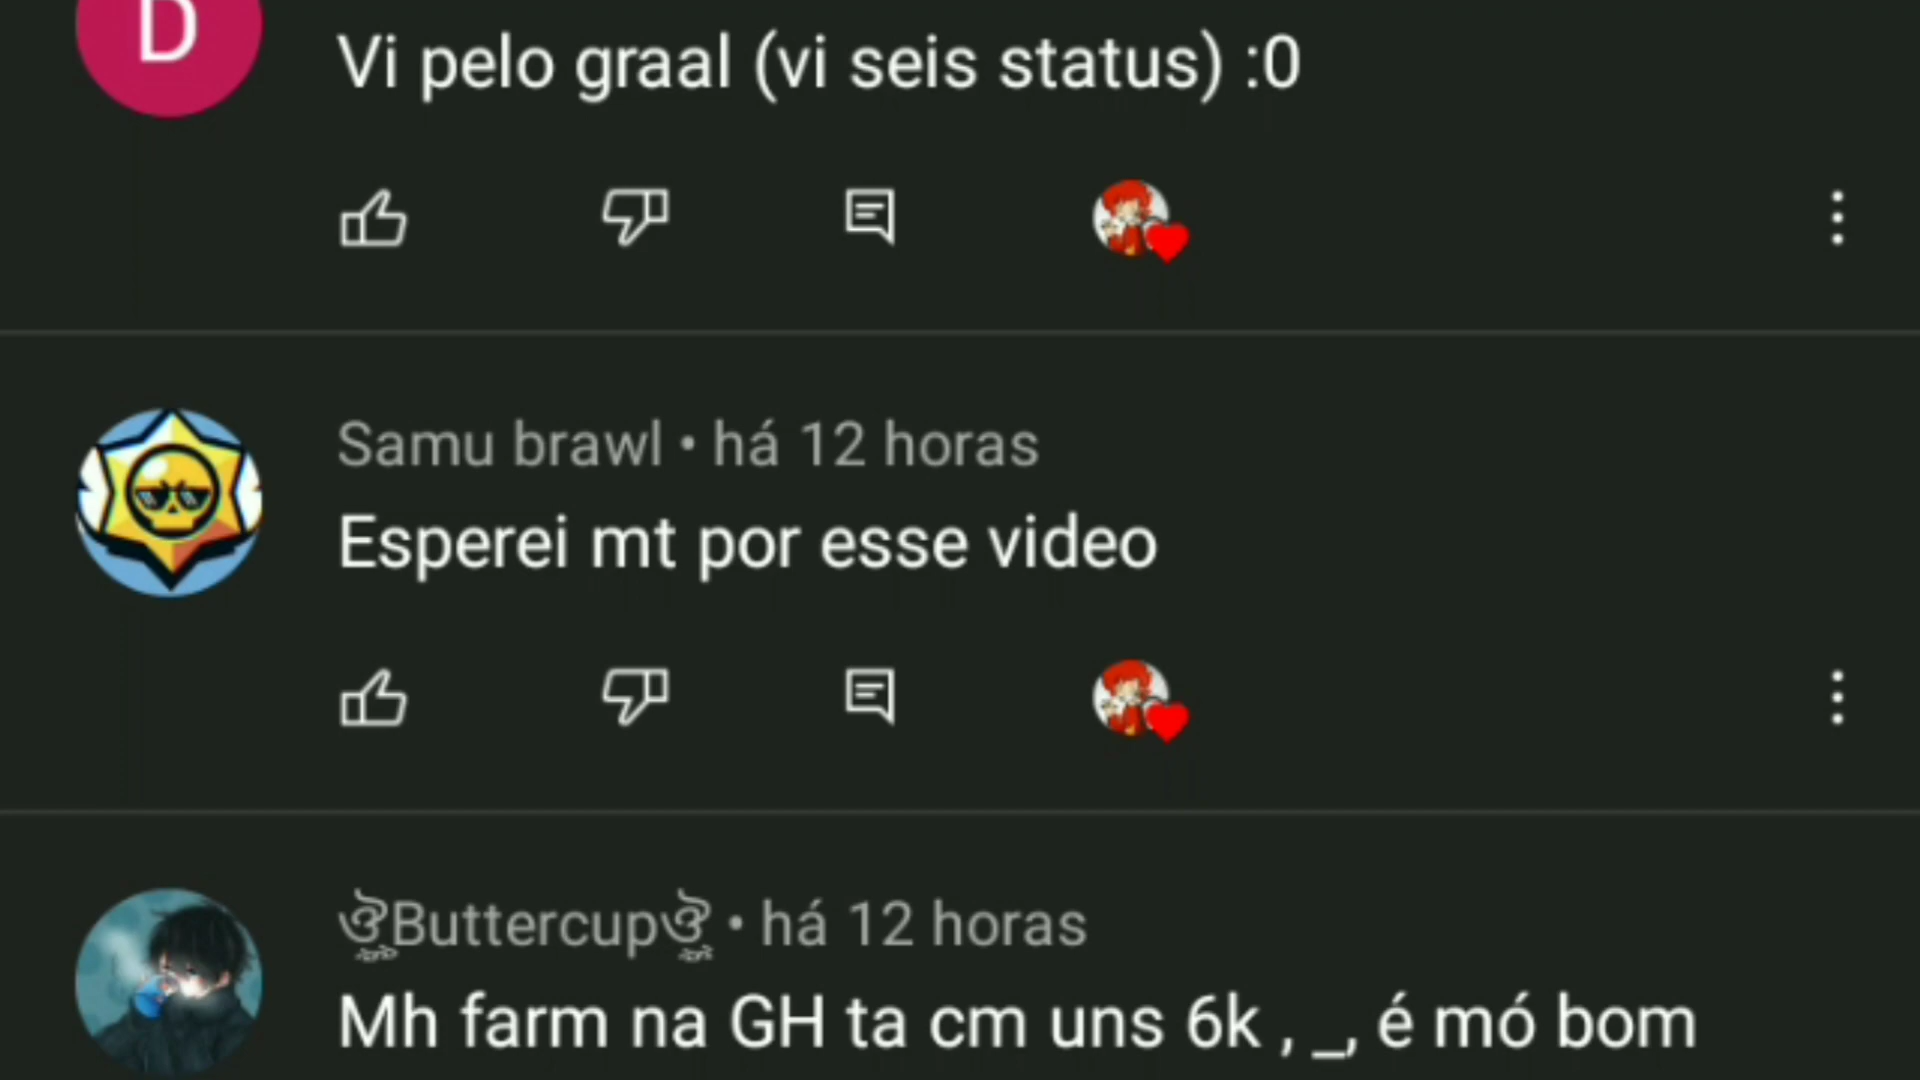 D
Vi pelo graal (vi seis status) :0
Samu brawl • há 12 horas
Esperei mt por esse video
Buttercup • há 12 horas
Mh farm na GH ta cm uns 6k , _, é mó bom